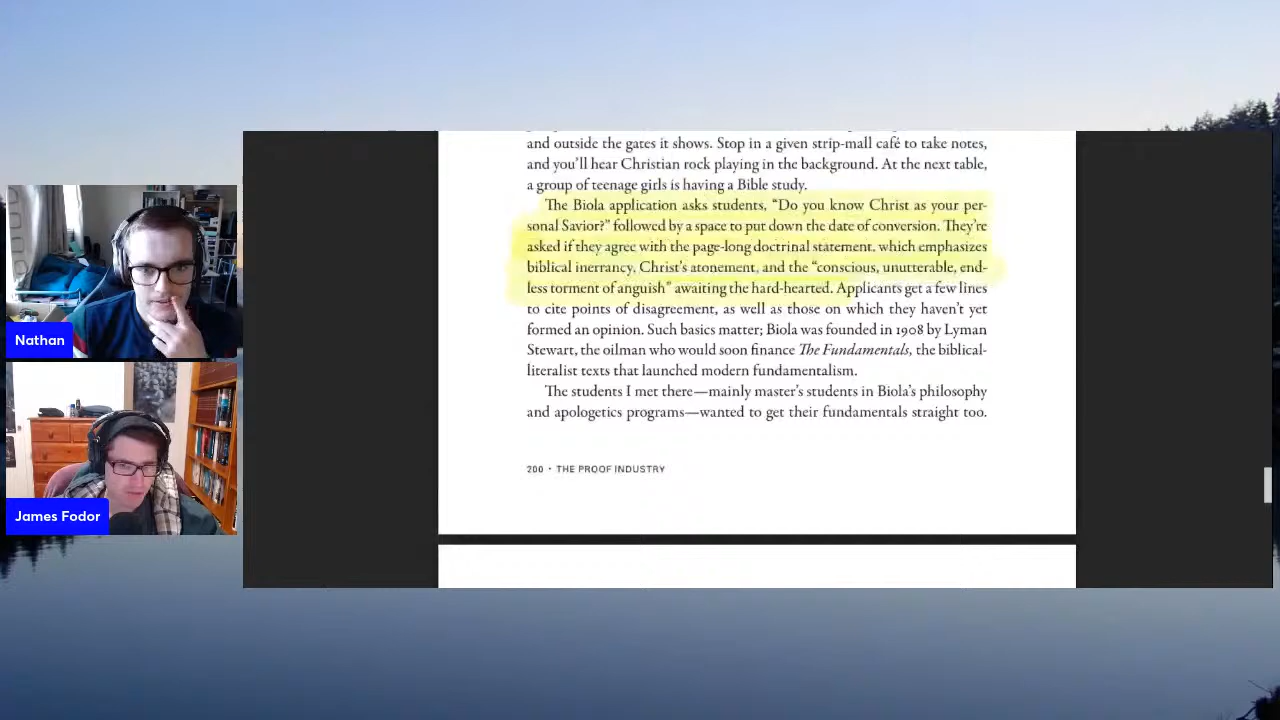 and outside the gates it shows. Stop in a given strip-mall café to take notes,
and you'll hear Christian rock playing in the background. At the next table,
a group of teenage girls is having a Bible study.
The Biola application asks students, “Do you know Christ as your per-
sonal Savior?” followed by a space to put down the date of conversion. They're
asked if they agree with the page-long doctrinal statement, which emphasizes
biblical inerrancy, Christ's atonement, and the “conscious, unutterable, end-
less torment of anguish” awaiting the hard-hearted. Applicants get a few lines
to cite points of disagreement, as well as those on which they haven't yet
formed an opinion. Such basics matter; Biola was founded in 1908 by Lyman
Stewart, the oilman who would soon finance The Fundamentals, the biblical-
literalist texts that launched modern fundamentalism.
The students I met there—mainly master's students in Biola's philosophy
and apologetics programs—wanted to get their fundamentals straight too.
200 · THE PROOF INDUSTRY
Nathan
James Fodor